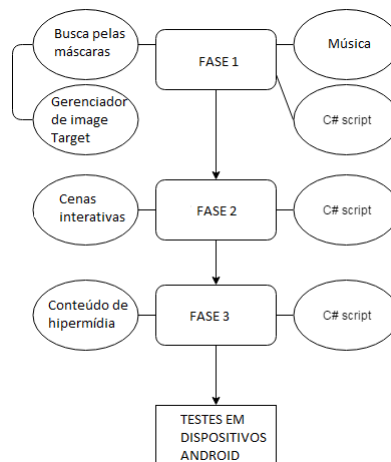 Busca pelas
máscaras
FASE 1
Música
Gerenciador
de image
Target
C# script
Cenas
interativas
FASE 2
C# script
Conteúdo de
hipermídia
FASE 3
C# script
TESTES EM
DISPOSITIVOS
ANDROID